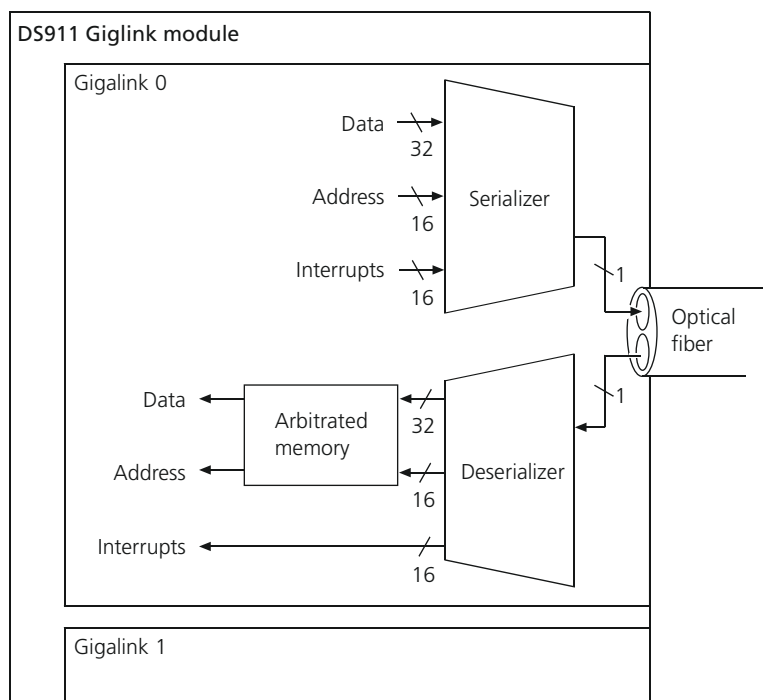 DS911 Giglink module
Gigalink 0
Data
32
Address
16
Serializer
Interrupts
16
1
Optical
fiber
1
Data
32
Arbitrated
memory
Address
16
Deserializer
Interrupts
16
Gigalink 1